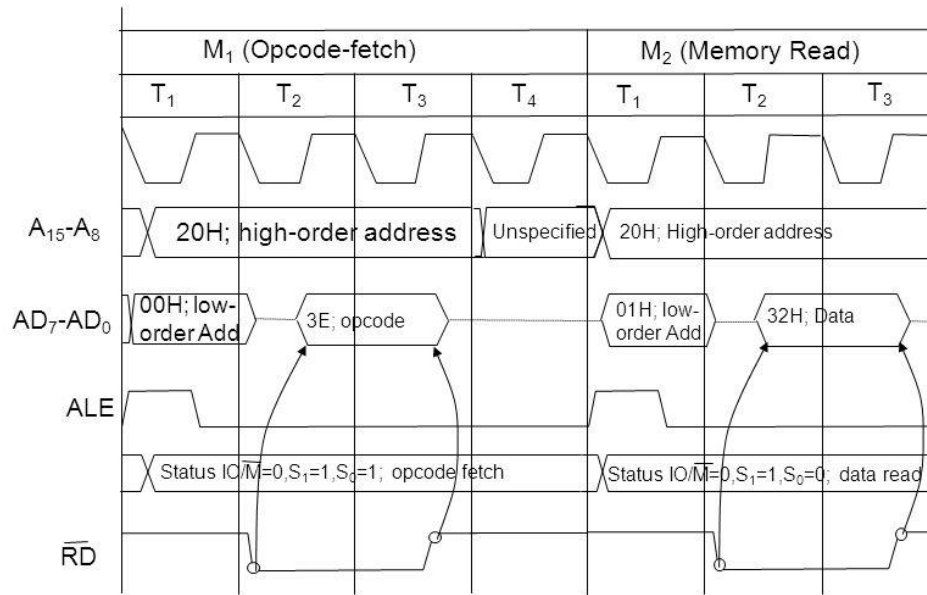 M₁ (Opcode-fetch) M₂ (Memory Read)
T₁ T₂ T₃ T₄ T₁ T₂ T₃
A₁₅-A₈ 20H; high-order address Unspecified 20H; High-order address
AD₇-AD₀ 00H; low-order Add 3E; opcode 01H; low-order Add 32H; Data
ALE
Status IO/M̅=0,S₁=1,S₀=1; opcode fetch Status IO/M̅=0,S₁=1,S₀=0; data read
R̅D̅